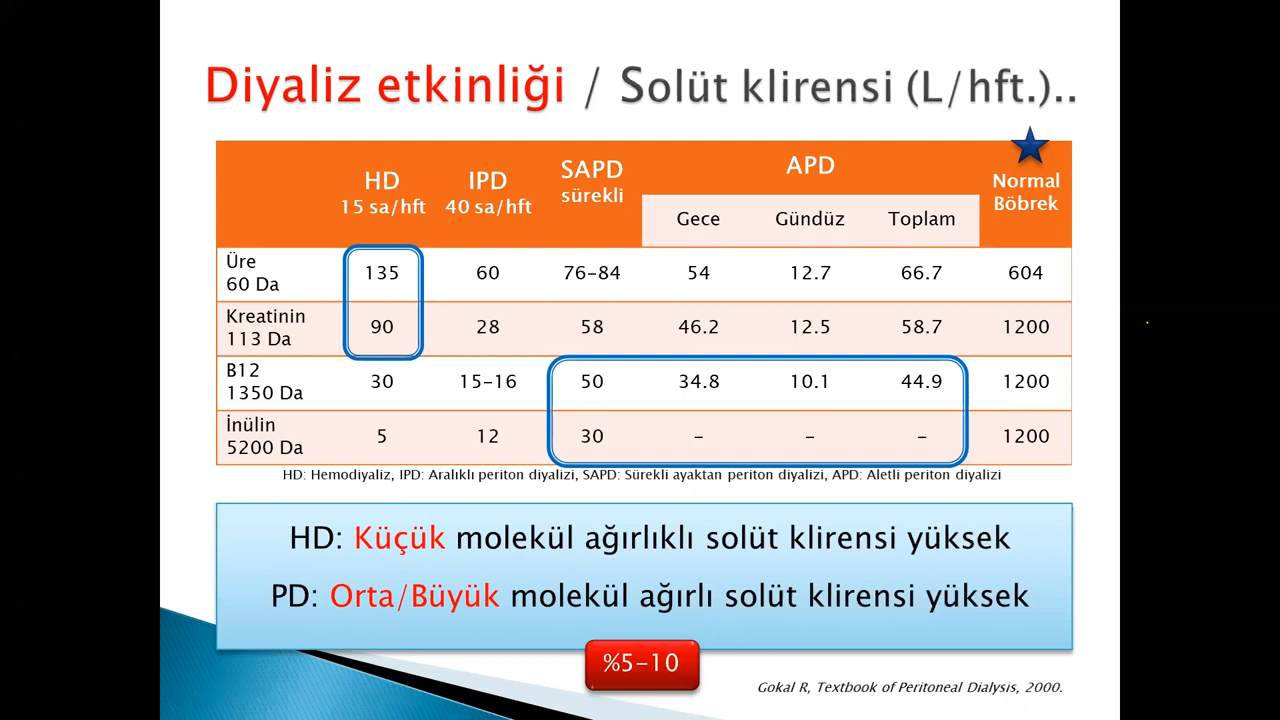 Diyaliz etkinliği / Solüt klirensi (L/hft.)..
HD 15 sa/hft IPD 40 sa/hft SAPD sürekli APD Normal Böbrek
Gece Gündüz Toplam
Üre 60 Da 135 60 76-84 54 12.7 66.7 604
Kreatinin 113 Da 90 28 58 46.2 12.5 58.7 1200
B12 1350 Da 30 15-16 50 34.8 10.1 44.9 1200
İnülin 5200 Da 5 12 30 - - - 1200
HD: Hemodiyaliz, IPD: Aralıklı periton diyalizi, SAPD: Sürekli ayaktan periton diyalizi, APD: Aletli periton diyalizi
HD: Küçük molekül ağırlıklı solüt klirensi yüksek
PD: Orta/Büyük molekül ağırlı solüt klirensi yüksek
%5-10
Gokal R, Textbook of Peritoneal Dialysis, 2000.